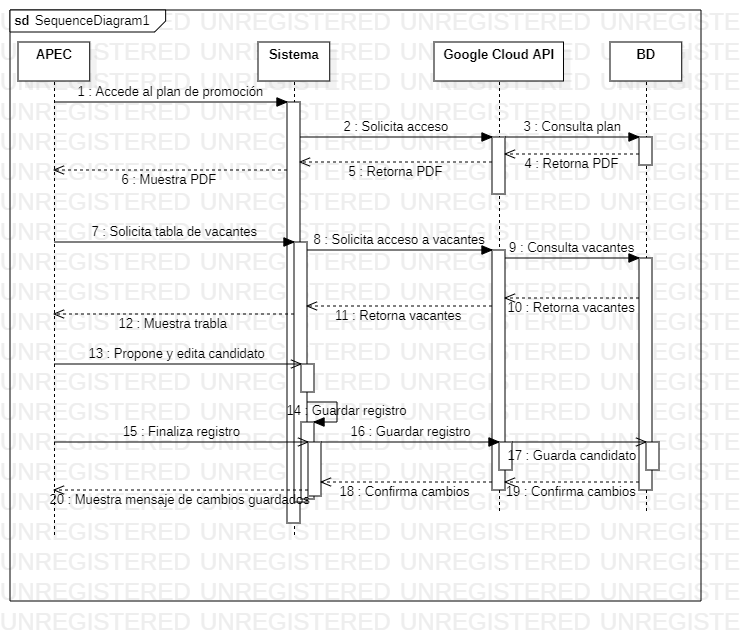 sd SequenceDiagram1
APEC
Sistema
Google Cloud API
BD
1 : Accede al plan de promoción
2 : Solicita acceso
3 : Consulta plan
4 : Retorna PDF
5 : Retorna PDF
6 : Muestra PDF
7 : Solicita tabla de vacantes
8 : Solicita acceso a vacantes
9 : Consulta vacantes
10 : Retorna vacantes
11 : Retorna vacantes
12 : Muestra trabla
13 : Propone y edita candidato
14 : Guardar registro
15 : Finaliza registro
16 : Guardar registro
17 : Guarda candidato
18 : Confirma cambios
19 : Confirma cambios
20 : Muestra mensaje de cambios guardados
UNREGISTERED UNREGISTERED UNREGISTERED UNREGISTERED